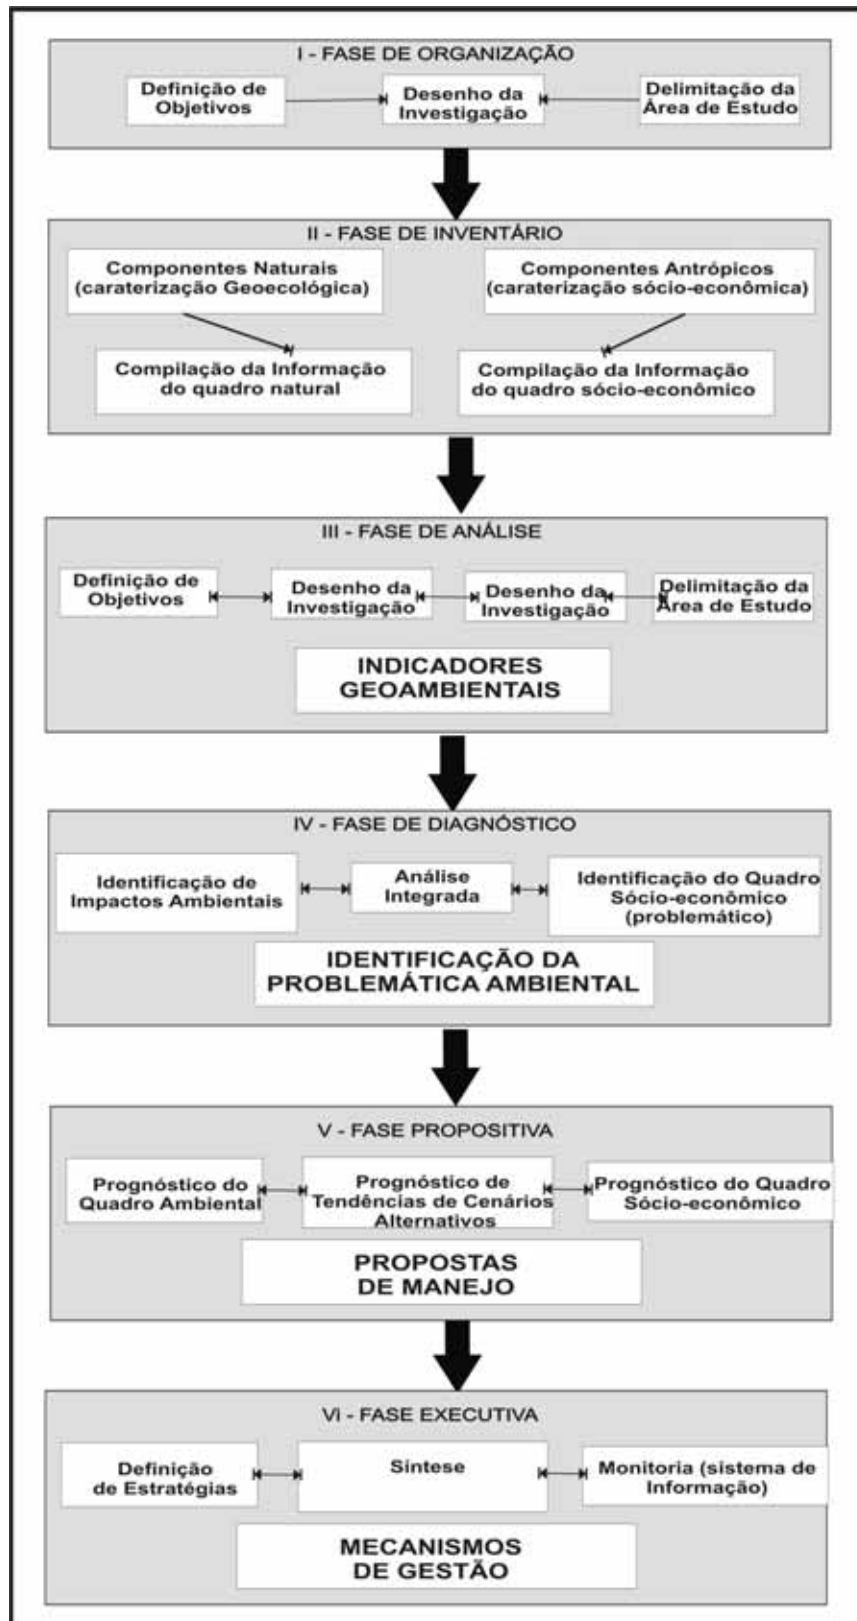 I - FASE DE ORGANIZAÇÃO
Definição de
Objetivos
Desenho da
Investigação
Delimitação da
Área de Estudo
II - FASE DE INVENTÁRIO
Componentes Naturais
(caraterização Geoecológica)
Componentes Antrópicos
(caraterização sócio-econômica)
Compilação da Informação
do quadro natural
Compilação da Informação
do quadro sócio-econômico
III - FASE DE ANÁLISE
Definição de
Objetivos
Desenho da
Investigação
Desenho da
Investigação
Delimitação da
Área de Estudo
INDICADORES
GEOAMBIENTAIS
IV - FASE DE DIAGNÓSTICO
Identificação de
Impactos Ambientais
Análise
Integrada
Identificação do Quadro
Sócio-econômico
(problemático)
IDENTIFICAÇÃO DA
PROBLEMÁTICA AMBIENTAL
V - FASE PROPOSITIVA
Prognóstico do
Quadro Ambiental
Prognóstico de
Tendências de Cenários
Alternativos
Prognóstico do Quadro
Sócio-econômico
PROPOSTAS
DE MANEJO
Vi - FASE EXECUTIVA
Definição
de Estratégias
Síntese
Monitoria (sistema de
Informação)
MECANISMOS
DE GESTÃO